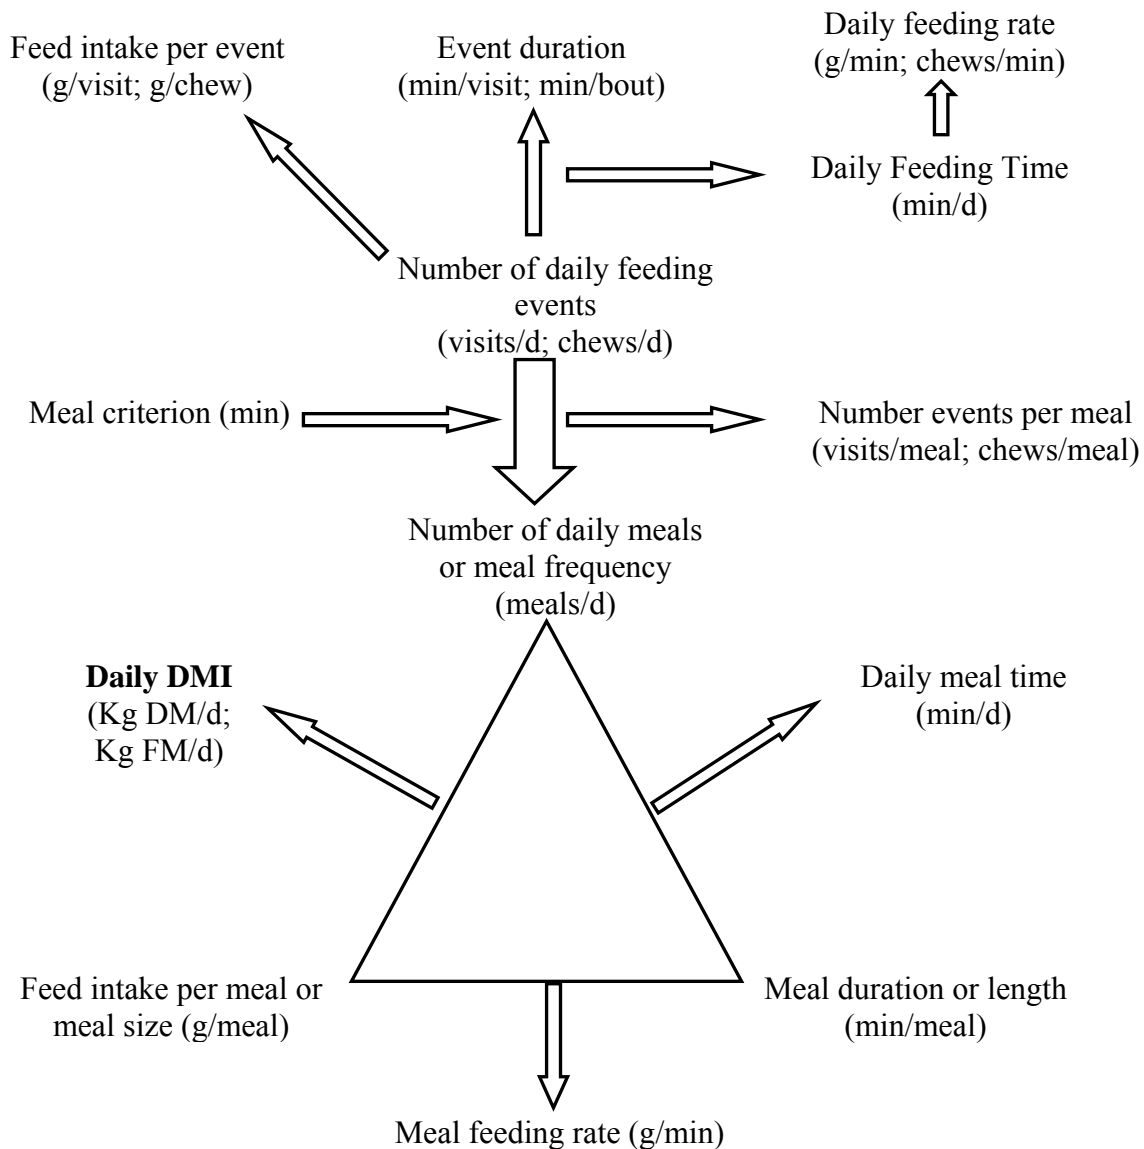 Feed intake per event
(g/visit; g/chew)
Event duration
(min/visit; min/bout)
Daily feeding rate
(g/min; chews/min)
Daily Feeding Time
(min/d)
Number of daily feeding
events
(visits/d; chews/d)
Meal criterion (min)
Number events per meal
(visits/meal; chews/meal)
Number of daily meals
or meal frequency
(meals/d)
Daily DMI
(Kg DM/d;
Kg FM/d)
Daily meal time
(min/d)
Feed intake per meal or
meal size (g/meal)
Meal duration or length
(min/meal)
Meal feeding rate (g/min)